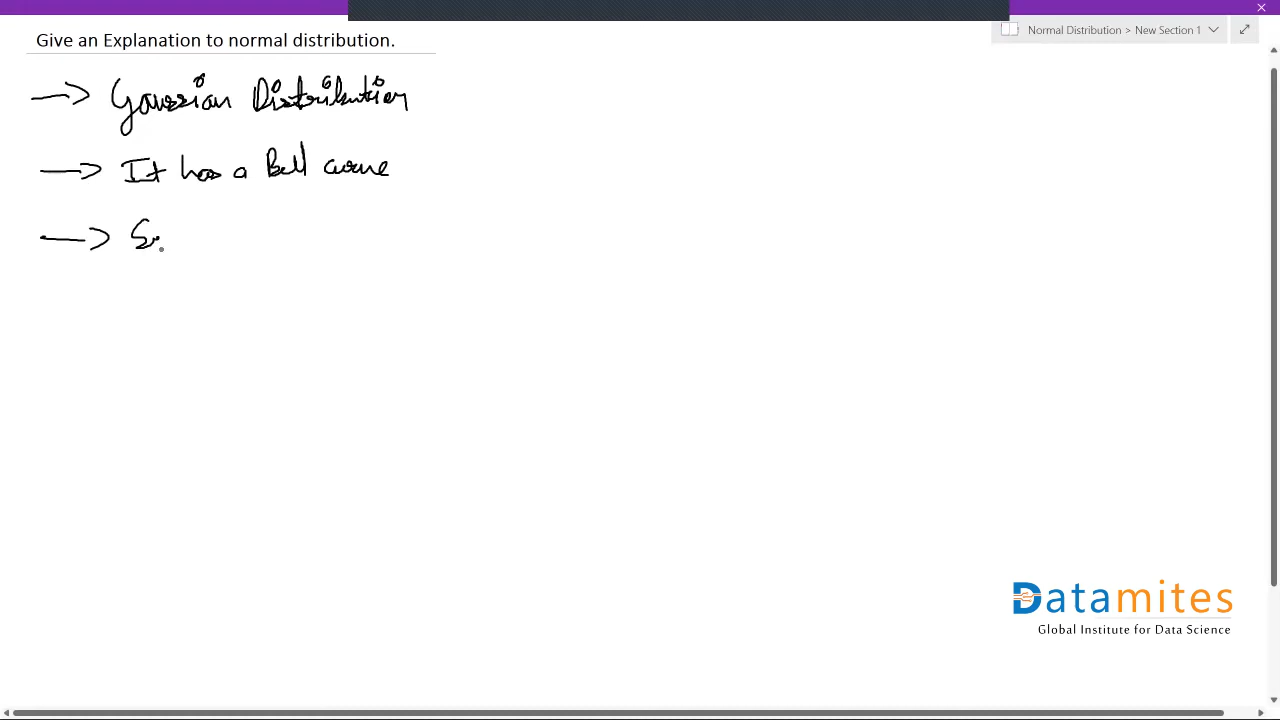 Normal Distribution > New Section 1
Give an Explanation to normal distribution.
Gaussian Distribution
It has a Bell curve
Datamites
Global Institute for Data Science